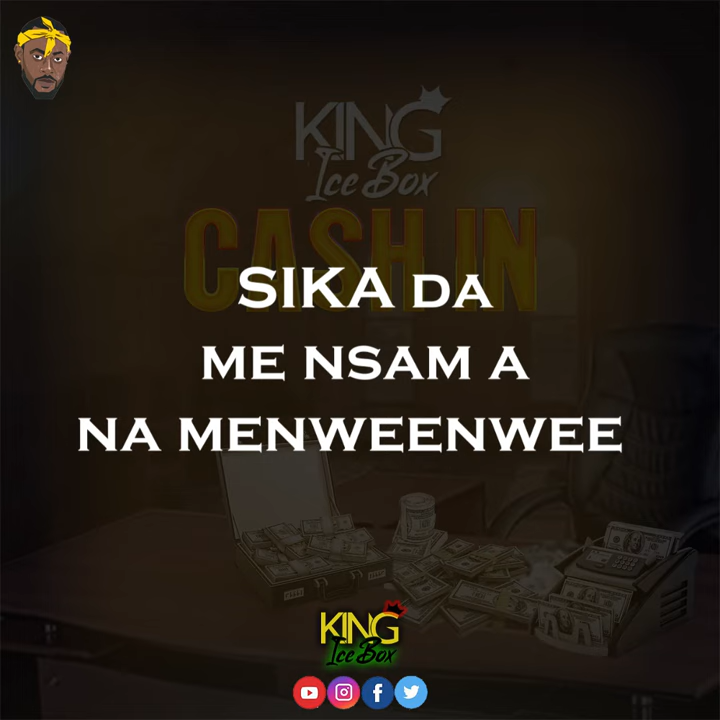 KING
Ice Box
CASH IN
SIKA DA
ME NSAM A
NA MENWEENWEE
KING
Ice Box